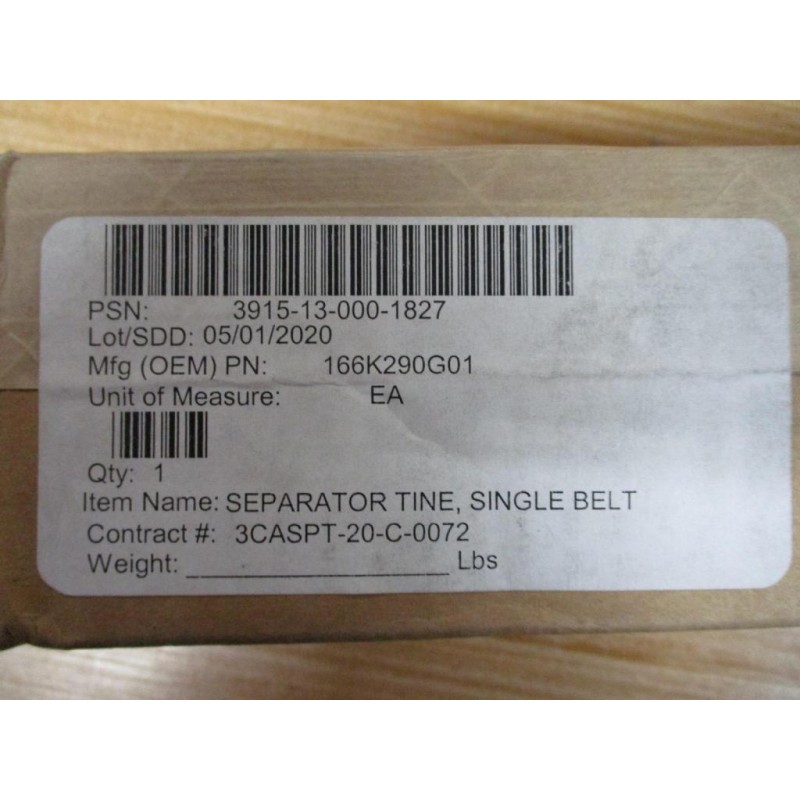 PSN: 3915-13-000-1827
Lot/SDD: 05/01/2020
Mfg (OEM) PN: 166K290G01
Unit of Measure: EA
Qty: 1
Item Name: SEPARATOR TINE, SINGLE BELT
Contract #: 3CASPT-20-C-0072
Weight: ____________________ Lbs